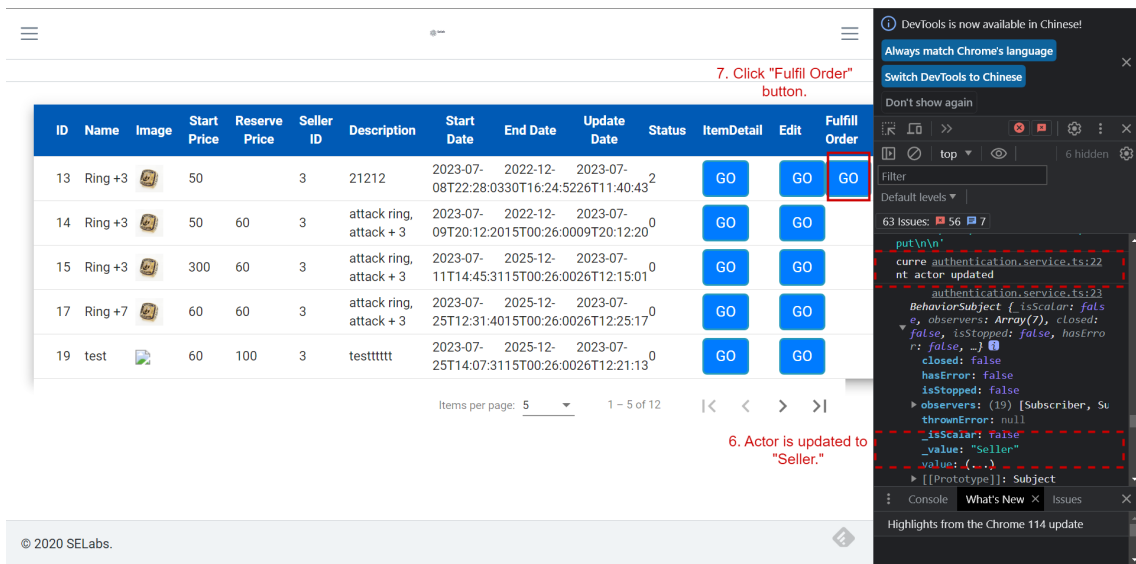 7. Click "Fulfil Order"
button.
ID Name Image Start Price Reserve Price Seller ID Description Start Date End Date Update Date Status ItemDetail Edit Fulfill Order
13 Ring +3 50 3 21212 2023-07-08T22:28:03 2022-12-30T16:24:52 2023-07-26T11:40:43 2 GO GO GO
14 Ring +3 50 60 3 attack ring, attack + 3 2023-07-09T20:12:20 2022-12-15T00:26:00 2023-07-09T20:12:20 0 GO GO
15 Ring +3 300 60 3 attack ring, attack + 3 2023-07-11T14:45:31 2025-12-15T00:26:00 2023-07-26T12:15:01 0 GO GO
17 Ring +7 60 60 3 attack ring, attack + 3 2023-07-25T12:31:40 2025-12-15T00:26:00 2023-07-26T12:25:17 0 GO GO
19 test 60 100 3 testttttt 2023-07-25T14:07:31 2025-12-15T00:26:00 2023-07-26T12:21:13 0 GO GO
Items per page: 5 1 – 5 of 12
6. Actor is updated to
"Seller."
© 2020 SELabs.
DevTools is now available in Chinese!
Always match Chrome's language
Switch DevTools to Chinese
Don't show again
top 6 hidden
Filter
Default levels
63 Issues: 56 7
put\n\n'
curre authentication.service.ts:22
nt actor updated
authentication.service.ts:23
BehaviorSubject {_isScalar: fals
e, observers: Array(7), closed:
false, isStopped: false, hasErro
r: false, …}
closed: false
hasError: false
isStopped: false
observers: (19) [Subscriber, Su
thrownError: null
_isScalar: false
_value: "Seller"
value: (...)
[[Prototype]]: Subject
Console What's New Issues
Highlights from the Chrome 114 update